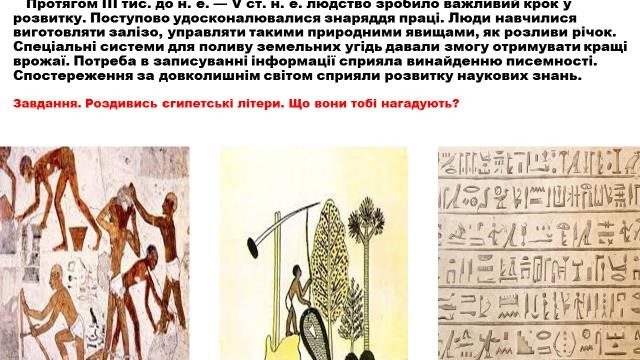 Протягом ІІІ тис. до н. е. — V ст. н. е. людство зробило важливий крок у
розвитку. Поступово удосконалювалися знаряддя праці. Люди навчилися
виготовляти залізо, управляти такими природними явищами, як розливи річок.
Спеціальні системи для поливу земельних угідь давали змогу отримувати кращі
врожаї. Потреба в записуванні інформації сприяла винайденню писемності.
Спостереження за довколишнім світом сприяли розвитку наукових знань.
Завдання. Роздивись єгипетські літери. Що вони тобі нагадують?